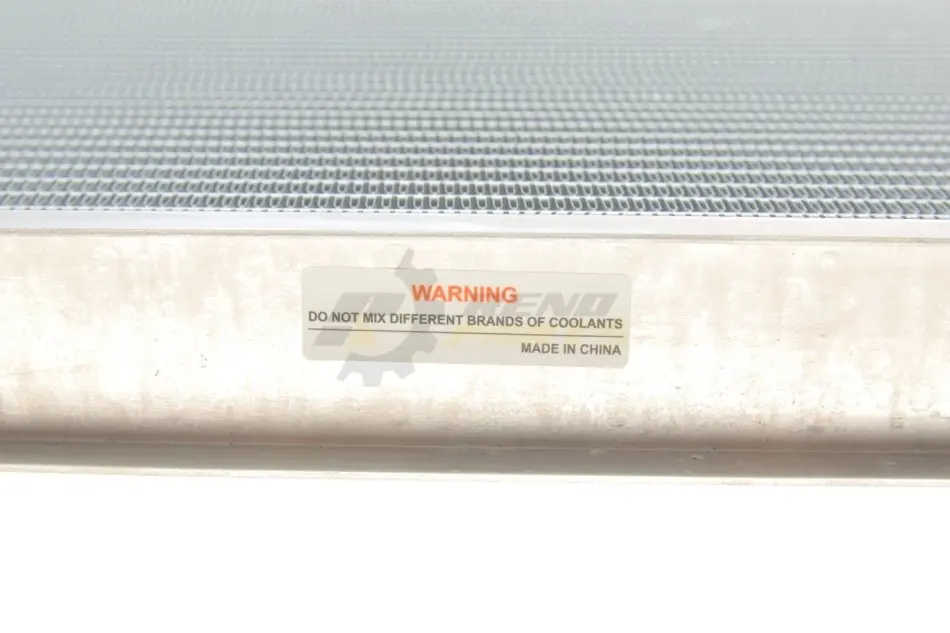 WARNING
DO NOT MIX DIFFERENT BRANDS OF COOLANTS
MADE IN CHINA